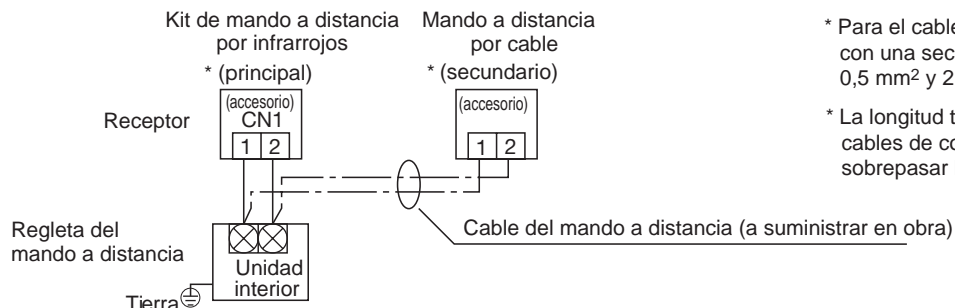 Kit de mando a distancia
por infrarrojos
* (principal)
Mando a distancia
por cable
* (secundario)
Receptor
(accesorio)
CN1
1 2
(accesorio)
1 2
* Para el cable
con una sec
0,5 mm² y 2
* La longitud t
cables de co
sobrepasar
Regleta del
mando a distancia
Unidad
interior
Tierra
Cable del mando a distancia (a suministrar en obra)